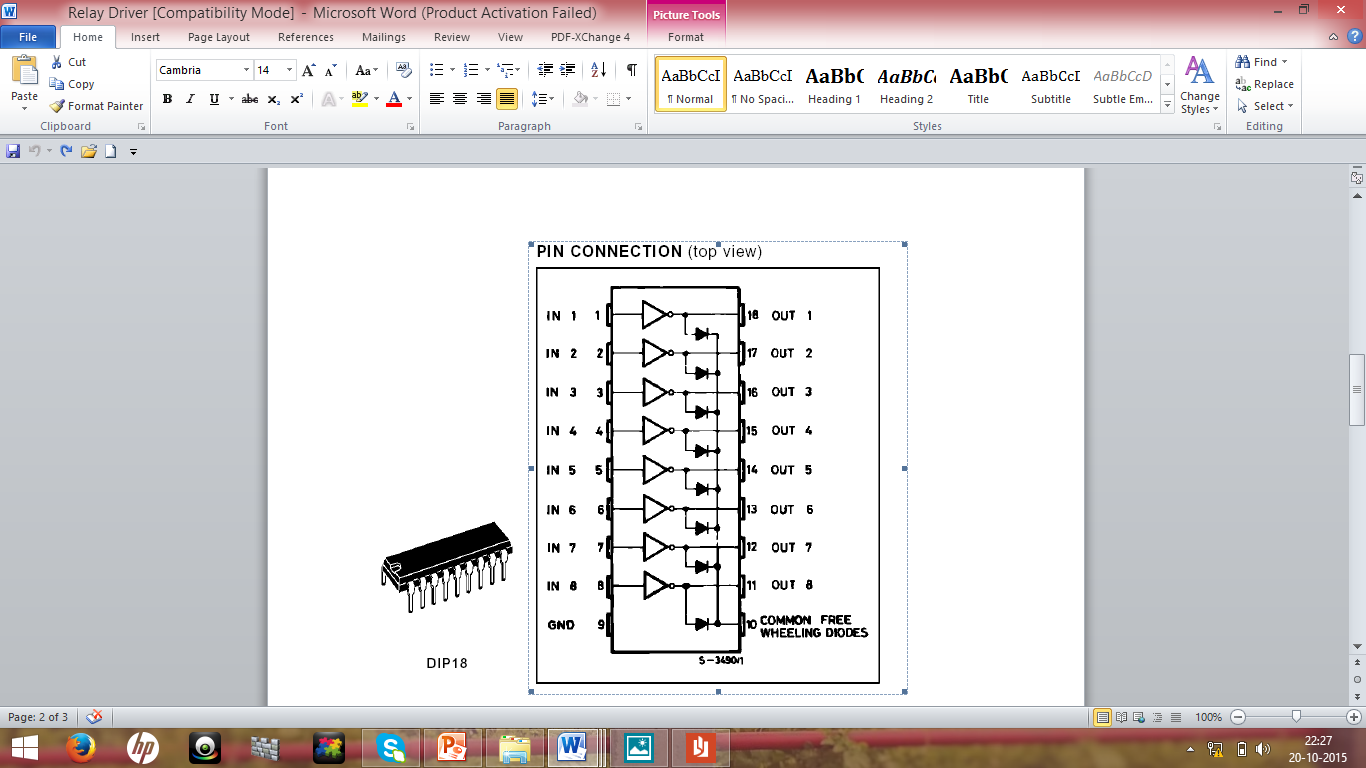 Relay Driver [Compatibility Mode] - Microsoft Word (Product Activation Failed)
Picture Tools
File Home Insert Page Layout References Mailings Review View PDF-XChange 4 Format
Paste
Cut
Copy
Format Painter
Clipboard
Cambria 14
B I U abc x₂ x² A ab A
Font
Paragraph
AaBbCcI AaBbCcI AaBbC AaBbCc AaBbC AaBbCcI AaBbCcD
¶ Normal ¶ No Spaci... Heading 1 Heading 2 Title Subtitle Subtle Em...
Change Styles
Styles
Find
Replace
Select
Editing
PIN CONNECTION (top view)
IN 1 1 18 OUT 1
IN 2 2 17 OUT 2
IN 3 3 16 OUT 3
IN 4 4 15 OUT 4
IN 5 5 14 OUT 5
IN 6 6 13 OUT 6
IN 7 7 12 OUT 7
IN 8 8 11 OUT 8
GND 9 10 COMMON FREE
WHEELING DIODES
S-3490/1
DIP18
Page: 2 of 3
100%
22:27
20-10-2015